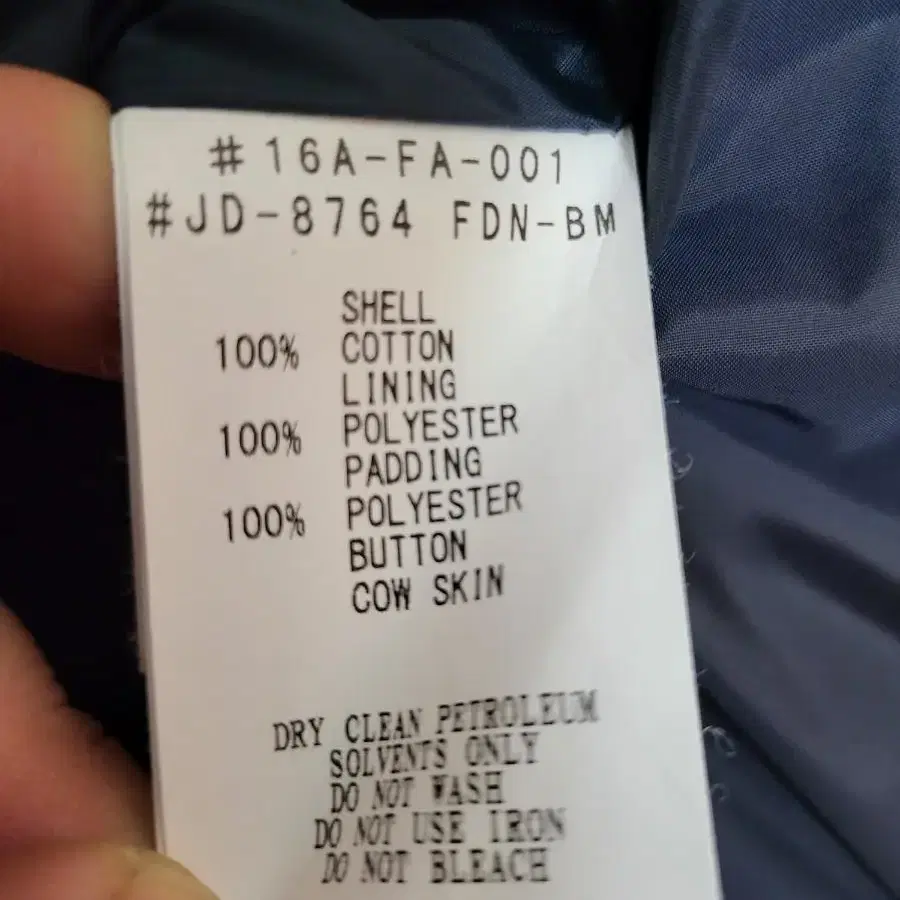 #16A-FA-001
#JD-8764 FDN-BM
SHELL
100% COTTON
LINING
100% POLYESTER
PADDING
100% POLYESTER
BUTTON
COW SKIN
DRY CLEAN PETROLEUM
SOLVENTS ONLY
DO NOT WASH
DO NOT USE IRON
DO NOT BLEACH